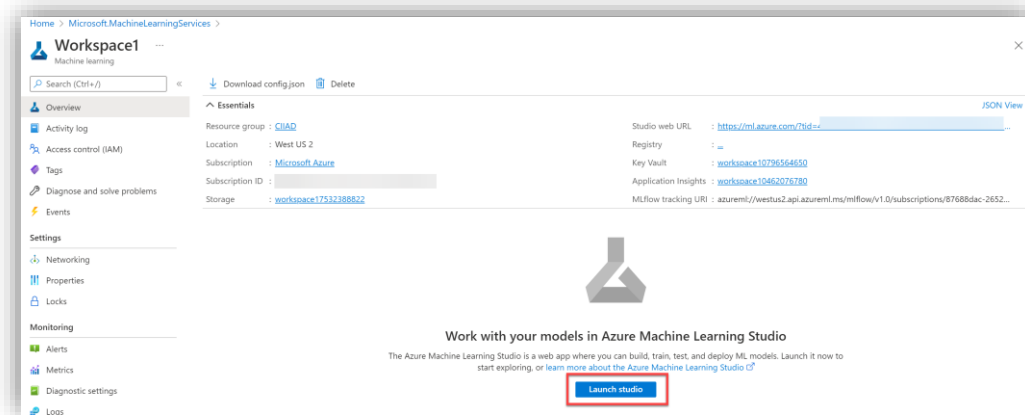 Home > Microsoft.MachineLearningServices >
Workspace1 ...
Machine learning
Search (Ctrl+/) «
Overview
Activity log
Access control (IAM)
Tags
Diagnose and solve problems
Events
Settings
Networking
Properties
Locks
Monitoring
Alerts
Metrics
Diagnostic settings
Logs
Download config.json Delete
Essentials JSON View
Resource group : CIIAD
Location : West US 2
Subscription : Microsoft Azure
Subscription ID :
Storage : workspace17532388822
Studio web URL : https://ml.azure.com/?tid=4 ...
Registry : ...
Key Vault : workspace10796564650
Application Insights : workspace10462076780
MLflow tracking URI : azureml://westus2.api.azureml.ms/mlflow/v1.0/subscriptions/87688dac-2652...
Work with your models in Azure Machine Learning Studio
The Azure Machine Learning Studio is a web app where you can build, train, test, and deploy ML models. Launch it now to
start exploring, or learn more about the Azure Machine Learning Studio
Launch studio